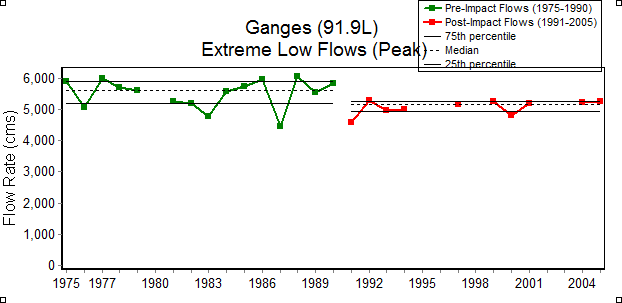 Ganges (91.9L)
Extreme Low Flows (Peak)
Pre-Impact Flows (1975-1990)
Post-Impact Flows (1991-2005)
75th percentile
Median
25th percentile
Flow Rate (cms)
6,000
5,000
4,000
3,000
2,000
1,000
0
1975 1977 1980 1983 1986 1989 1992 1995 1998 2001 2004